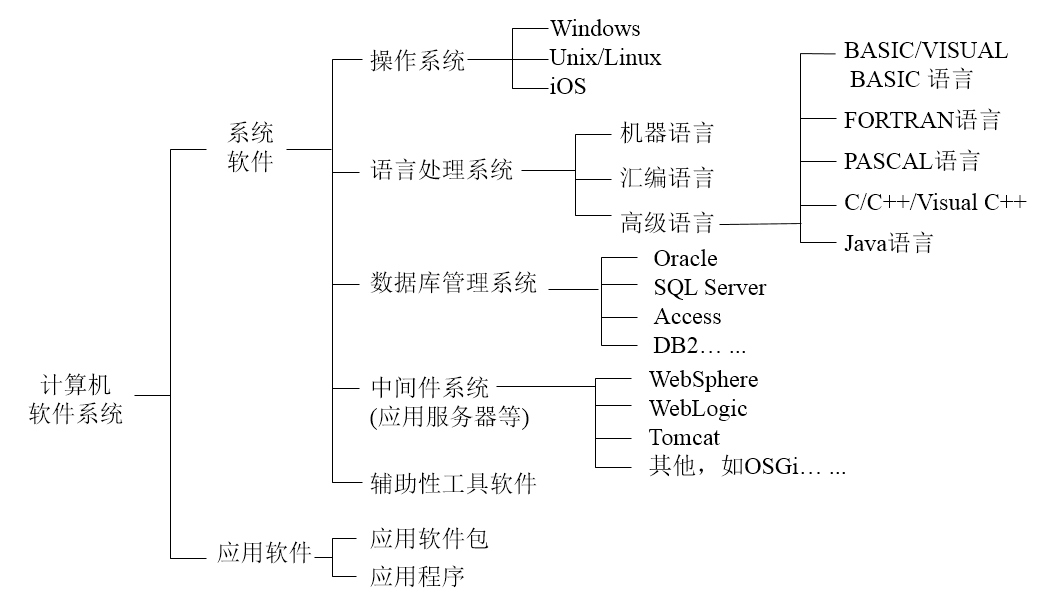 计算机
软件系统
系统
软件
操作系统
Windows
Unix/Linux
iOS
语言处理系统
机器语言
汇编语言
高级语言
BASIC/VISUAL
BASIC 语言
FORTRAN语言
PASCAL语言
C/C++/Visual C++
Java语言
数据库管理系统
Oracle
SQL Server
Access
DB2… ...
中间件系统
(应用服务器等)
WebSphere
WebLogic
Tomcat
其他，如OSGi… ...
辅助性工具软件
应用软件
应用软件包
应用程序